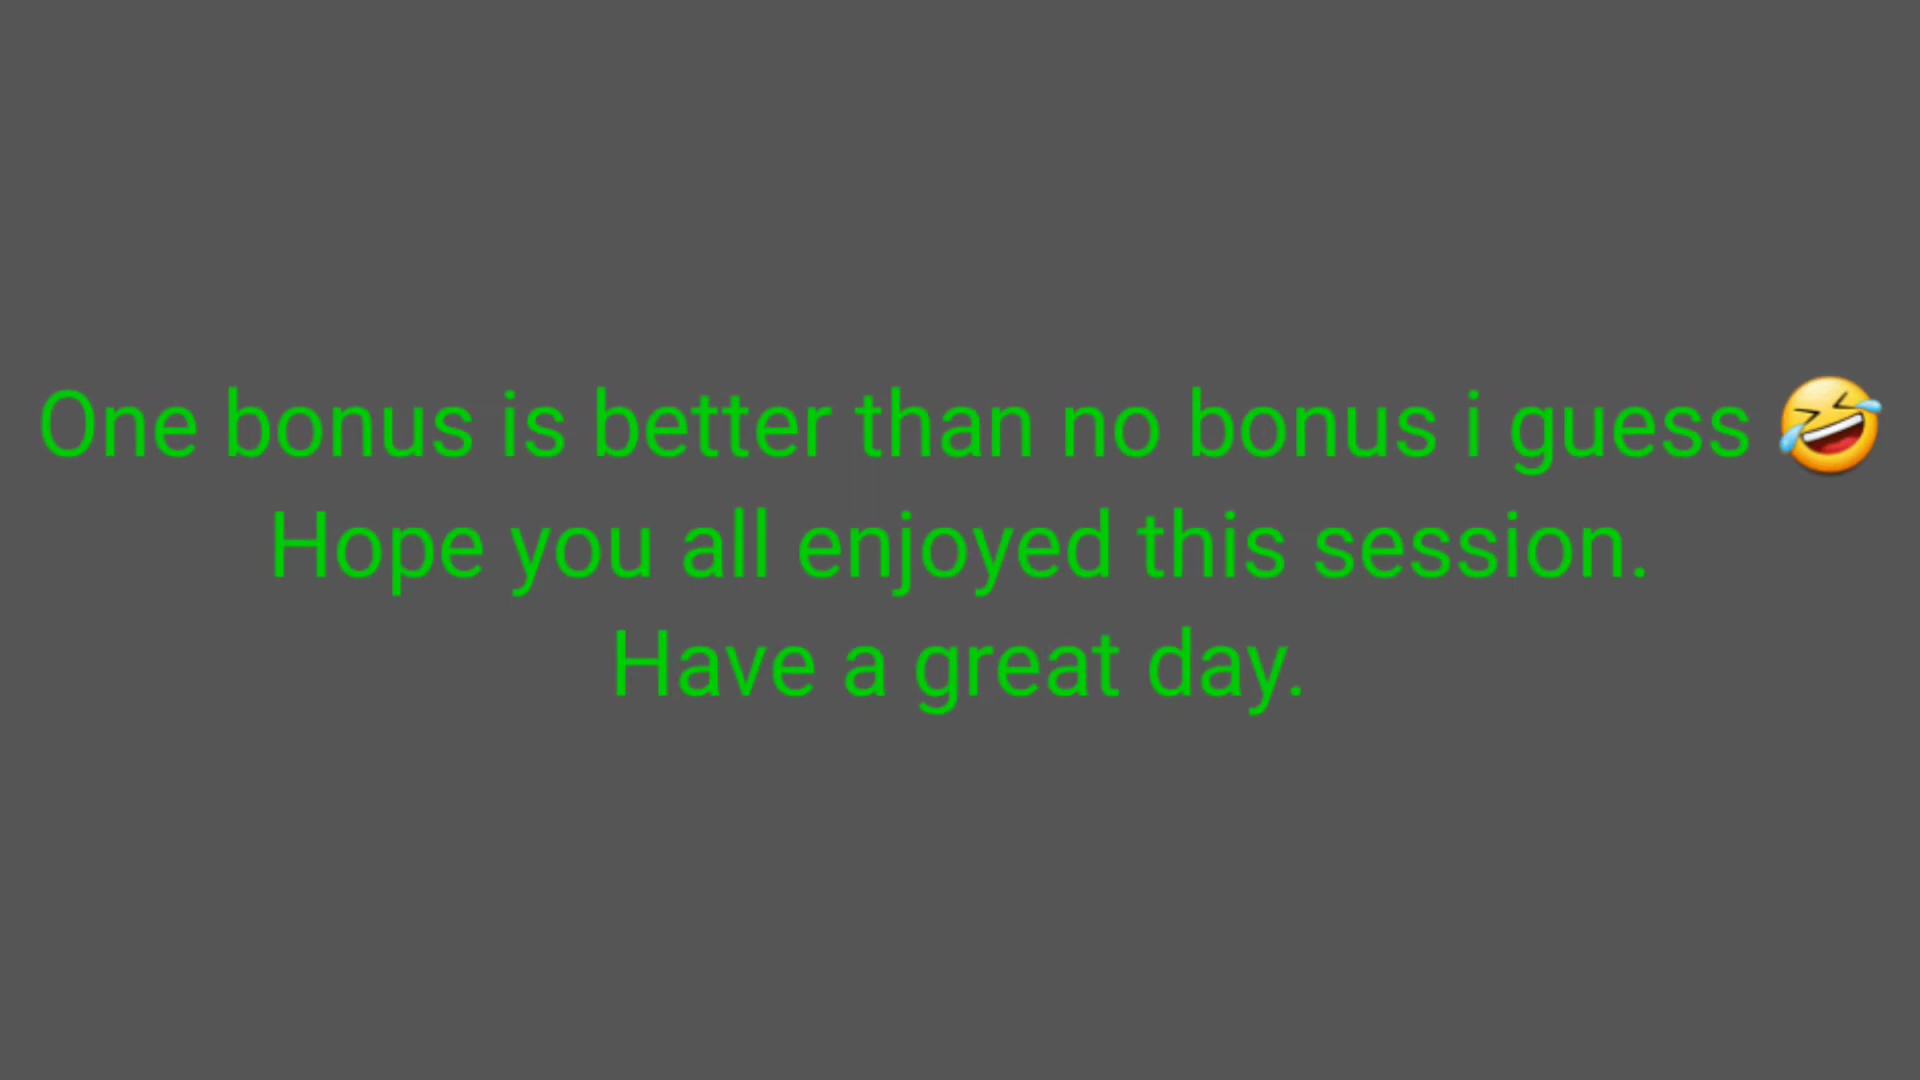 One bonus is better than no bonus i guess 🤣
Hope you all enjoyed this session.
Have a great day.